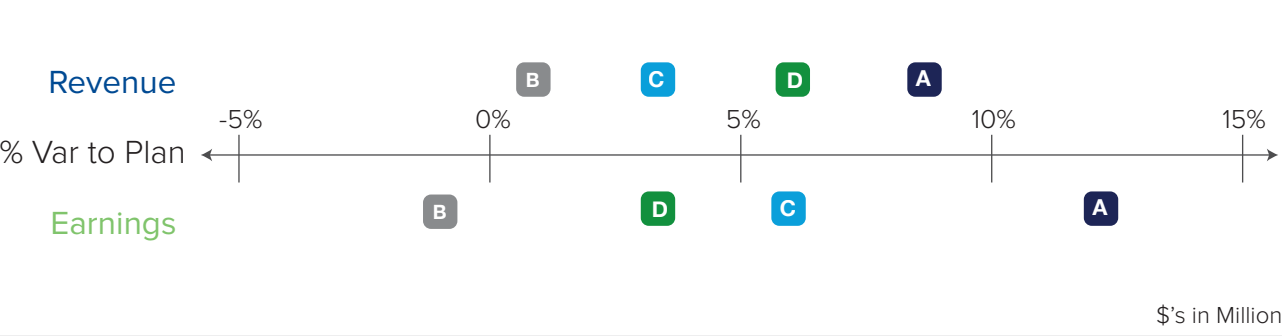 Revenue B C D A
-5% 0% 5% 10% 15%
% Var to Plan
Earnings B D C A
$'s in Million